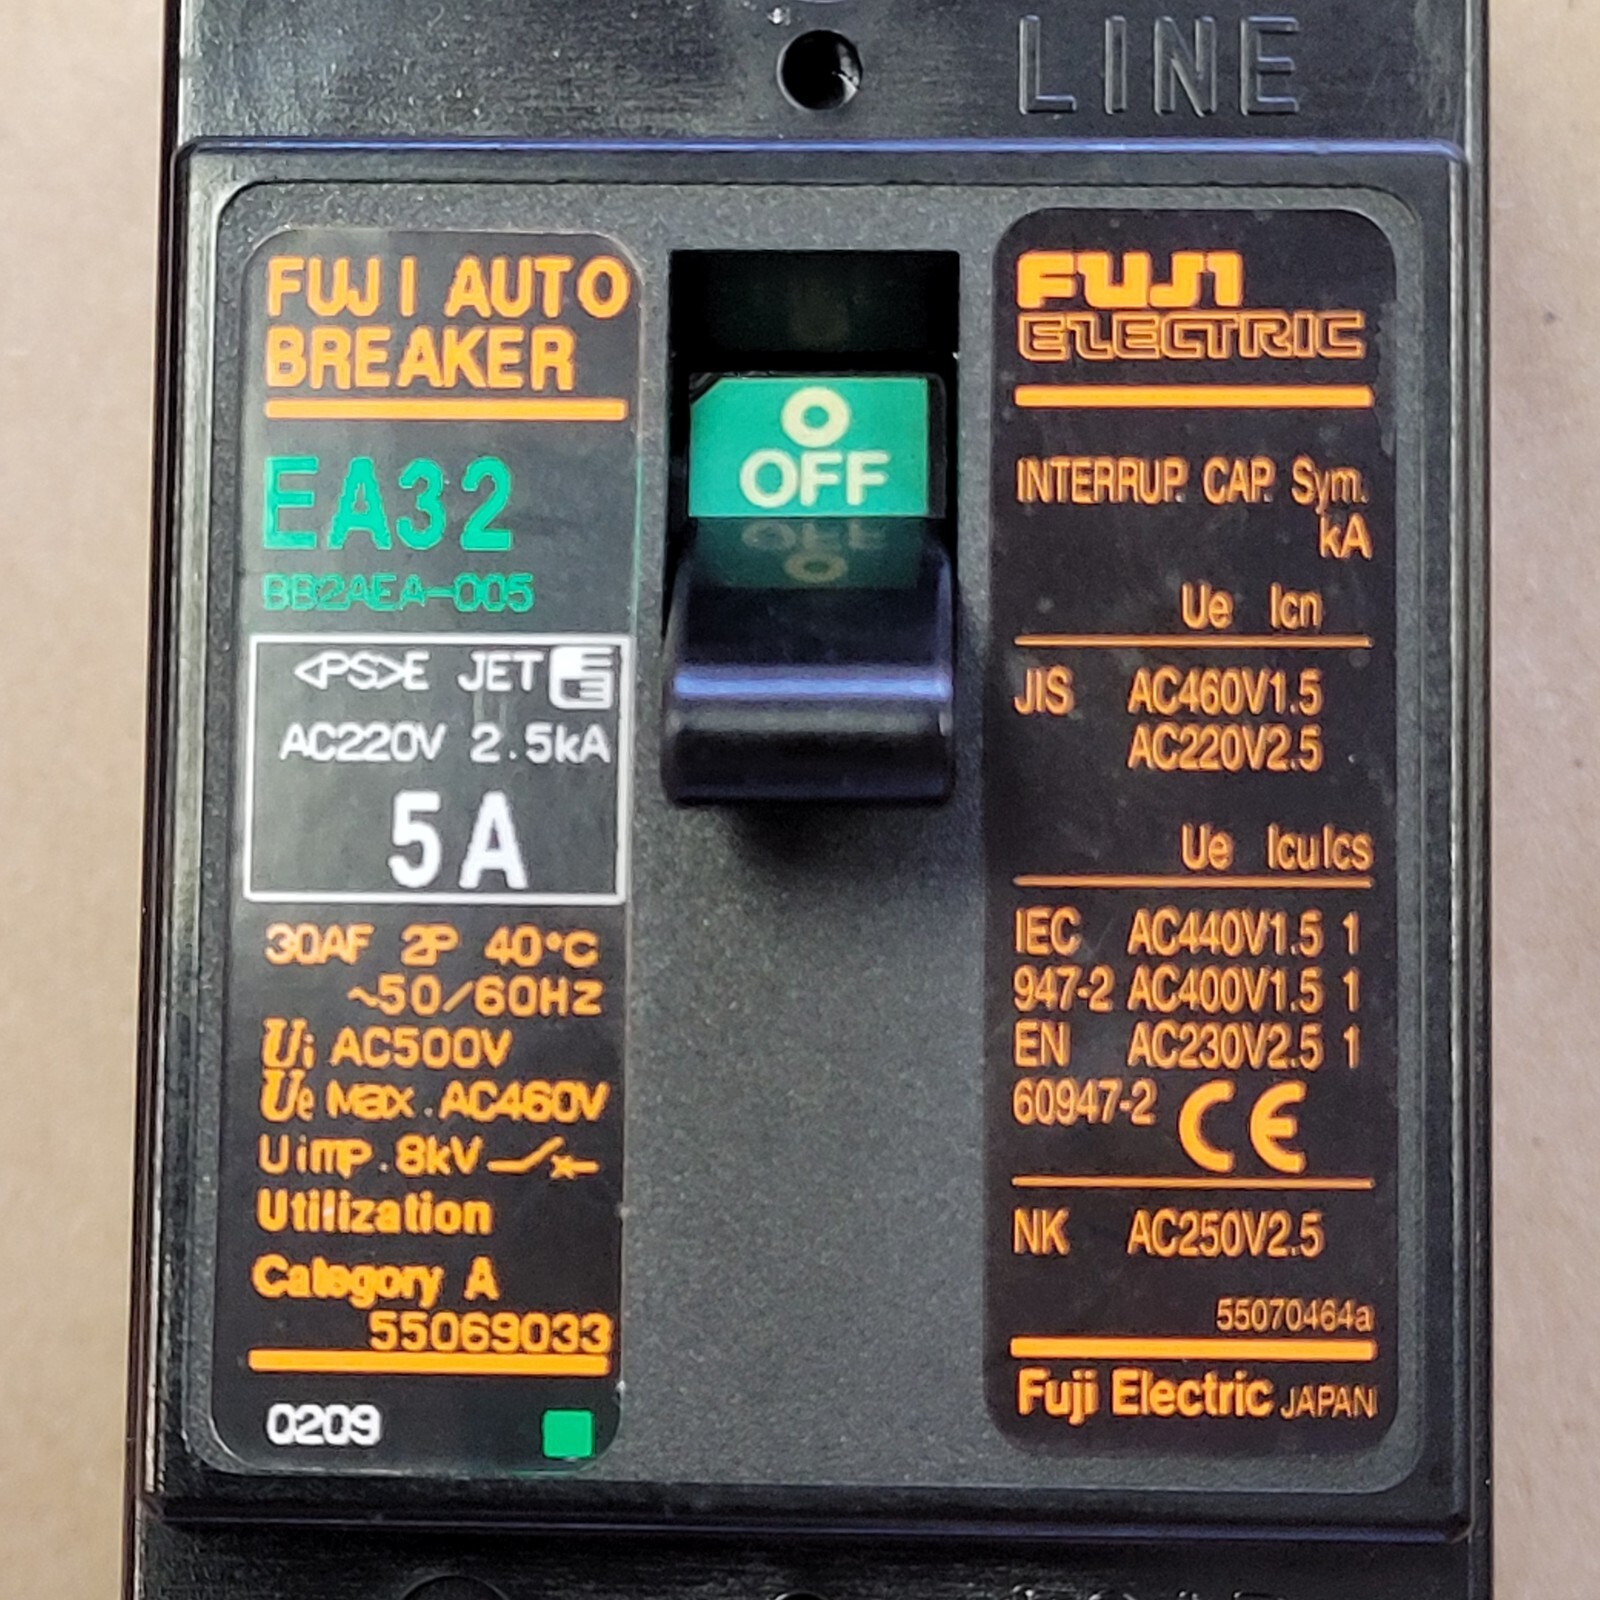 LINE
FUJI AUTO
BREAKER
EA32
BB2AEA-005
<PS>E JET
AC220V 2.5kA
5A
30AF 2P 40°C
~50/60Hz
Ui AC500V
Ue Max. AC460V
Uimp. 8kV
Utilization
Category A
55069033
0209
O
OFF
FUJI
ELECTRIC
INTERRUP. CAP. Sym.
kA
Ue Icn
JIS AC460V1.5
AC220V2.5
Ue IcuIcs
IEC AC440V1.5 1
947-2 AC400V1.5 1
EN AC230V2.5 1
60947-2 CE
NK AC250V2.5
55070464a
Fuji Electric JAPAN